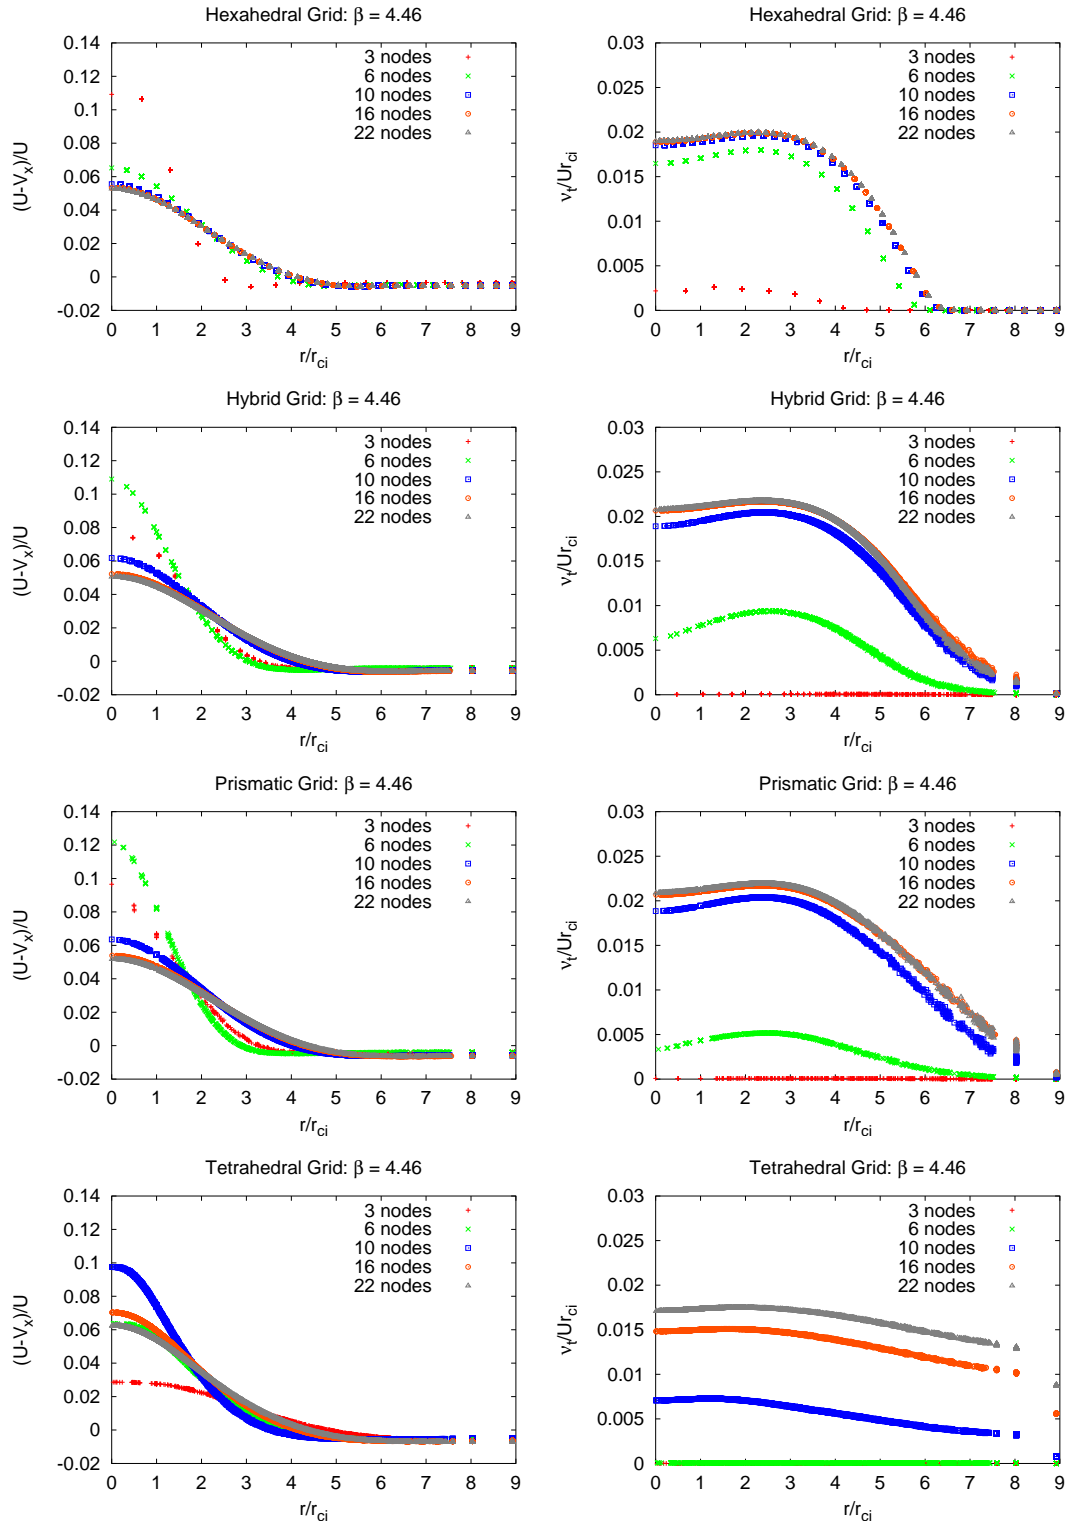 Hexahedral Grid: β = 4.46
0.14
0.12
0.1
0.08
0.06
0.04
0.02
0
-0.02
(U-Vx)/U
3 nodes
6 nodes
10 nodes
16 nodes
22 nodes
0 1 2 3 4 5 6 7 8 9
r/rci
Hexahedral Grid: β = 4.46
0.03
0.025
0.02
0.015
0.01
0.005
0
νt/Urci
3 nodes
6 nodes
10 nodes
16 nodes
22 nodes
0 1 2 3 4 5 6 7 8 9
r/rci
Hybrid Grid: β = 4.46
0.14
0.12
0.1
0.08
0.06
0.04
0.02
0
-0.02
(U-Vx)/U
3 nodes
6 nodes
10 nodes
16 nodes
22 nodes
0 1 2 3 4 5 6 7 8 9
r/rci
Hybrid Grid: β = 4.46
0.03
0.025
0.02
0.015
0.01
0.005
0
νt/Urci
3 nodes
6 nodes
10 nodes
16 nodes
22 nodes
0 1 2 3 4 5 6 7 8 9
r/rci
Prismatic Grid: β = 4.46
0.14
0.12
0.1
0.08
0.06
0.04
0.02
0
-0.02
(U-Vx)/U
3 nodes
6 nodes
10 nodes
16 nodes
22 nodes
0 1 2 3 4 5 6 7 8 9
r/rci
Prismatic Grid: β = 4.46
0.03
0.025
0.02
0.015
0.01
0.005
0
νt/Urci
3 nodes
6 nodes
10 nodes
16 nodes
22 nodes
0 1 2 3 4 5 6 7 8 9
r/rci
Tetrahedral Grid: β = 4.46
0.14
0.12
0.1
0.08
0.06
0.04
0.02
0
-0.02
(U-Vx)/U
3 nodes
6 nodes
10 nodes
16 nodes
22 nodes
0 1 2 3 4 5 6 7 8 9
r/rci
Tetrahedral Grid: β = 4.46
0.03
0.025
0.02
0.015
0.01
0.005
0
νt/Urci
3 nodes
6 nodes
10 nodes
16 nodes
22 nodes
0 1 2 3 4 5 6 7 8 9
r/rci